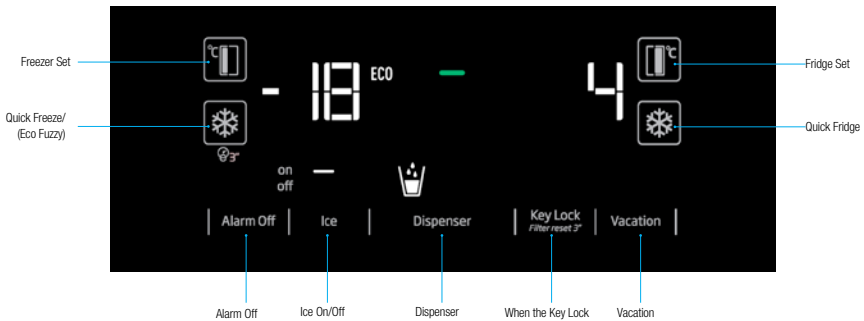 Freezer Set
Quick Freeze/
(Eco Fuzzy)
°C
-18
ECO
4
°C
3"
on
off
Alarm Off
Ice
Dispenser
Key Lock
Filter reset 3"
Vacation
Fridge Set
Quick Fridge
Alarm Off
Ice On/Off
Dispenser
When the Key Lock
Vacation